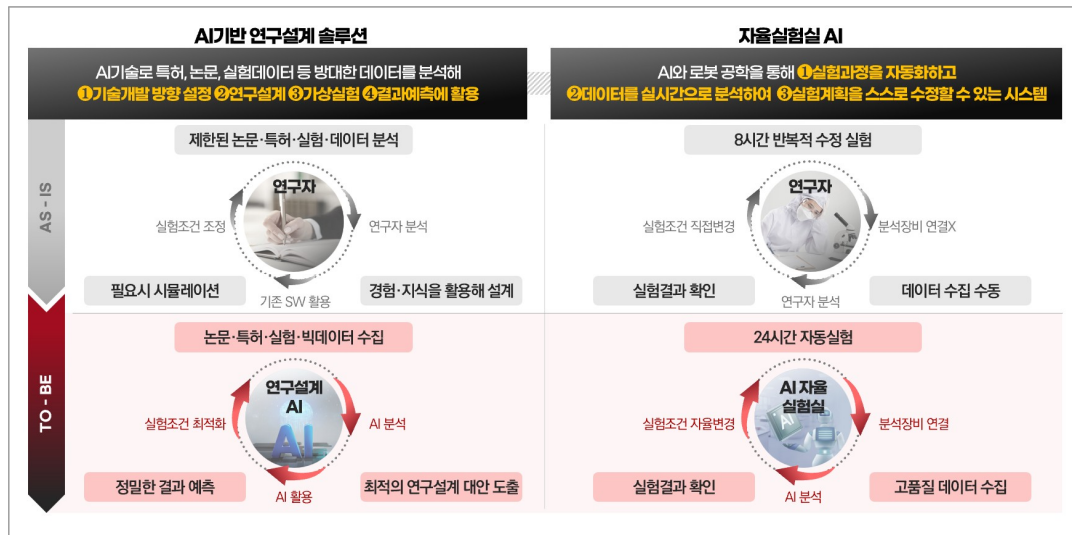 AI기반 연구설계 솔루션
AI기술로 특허, 논문, 실험데이터 등 방대한 데이터를 분석해
❶기술개발 방향 설정 ❷연구설계 ❸가상실험 ❹결과예측에 활용
자율실험실 AI
AI와 로봇 공학을 통해 ❶실험과정을 자동화하고
❷데이터를 실시간으로 분석하여 ❸실험계획을 스스로 수정할 수 있는 시스템
AS - IS
제한된 논문·특허·실험·데이터 분석
연구자
실험조건 조정
연구자 분석
필요시 시뮬레이션
기존 SW 활용
경험·지식을 활용해 설계
8시간 반복적 수정 실험
연구자
실험조건 직접변경
분석장비 연결X
실험결과 확인
연구자 분석
데이터 수집 수동
TO - BE
논문·특허·실험·빅데이터 수집
연구설계
AI
AI
실험조건 최적화
AI 분석
정밀한 결과 예측
AI 활용
최적의 연구설계 대안 도출
24시간 자동실험
AI 자율
실험실
AI
실험조건 자율변경
분석장비 연결
실험결과 확인
AI 분석
고품질 데이터 수집